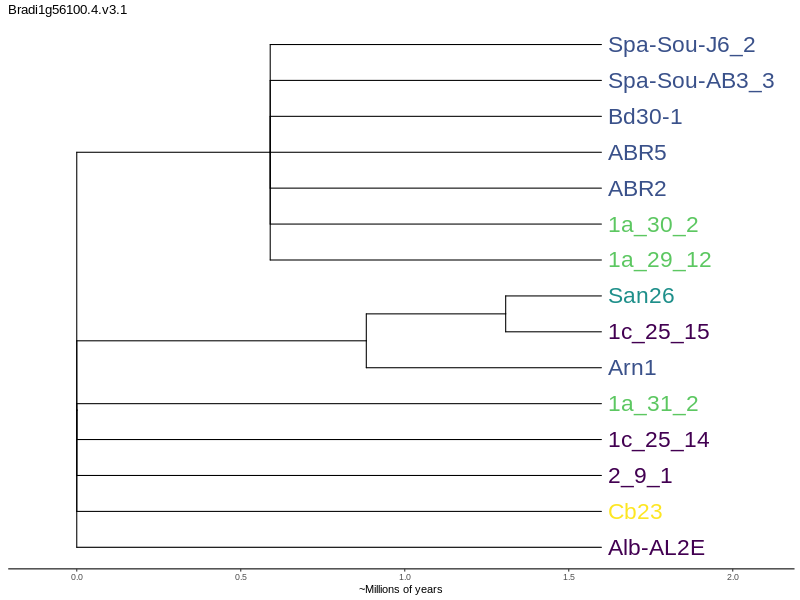 Bradi1g56100.4.v3.1
Spa-Sou-J6_2
Spa-Sou-AB3_3
Bd30-1
ABR5
ABR2
1a_30_2
1a_29_12
San26
1c_25_15
Arn1
1a_31_2
1c_25_14
2_9_1
Cb23
Alb-AL2E
0.0 0.5 1.0 1.5 2.0
~Millions of years